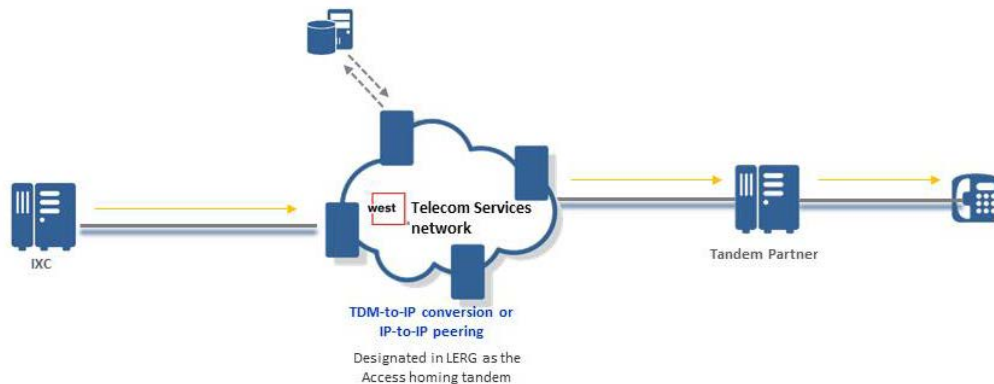 IXC
west Telecom Services
network
Tandem Partner
TDM-to-IP conversion or
IP-to-IP peering
Designated in LERG as the
Access homing tandem